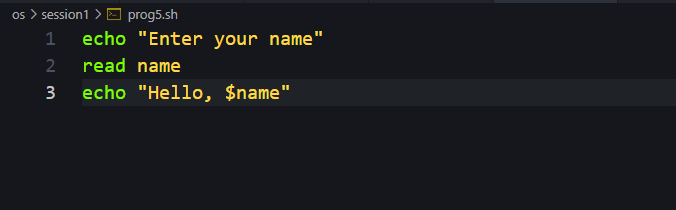 os > session1 > prog5.sh
1 echo "Enter your name"
2 read name
3 echo "Hello, $name"